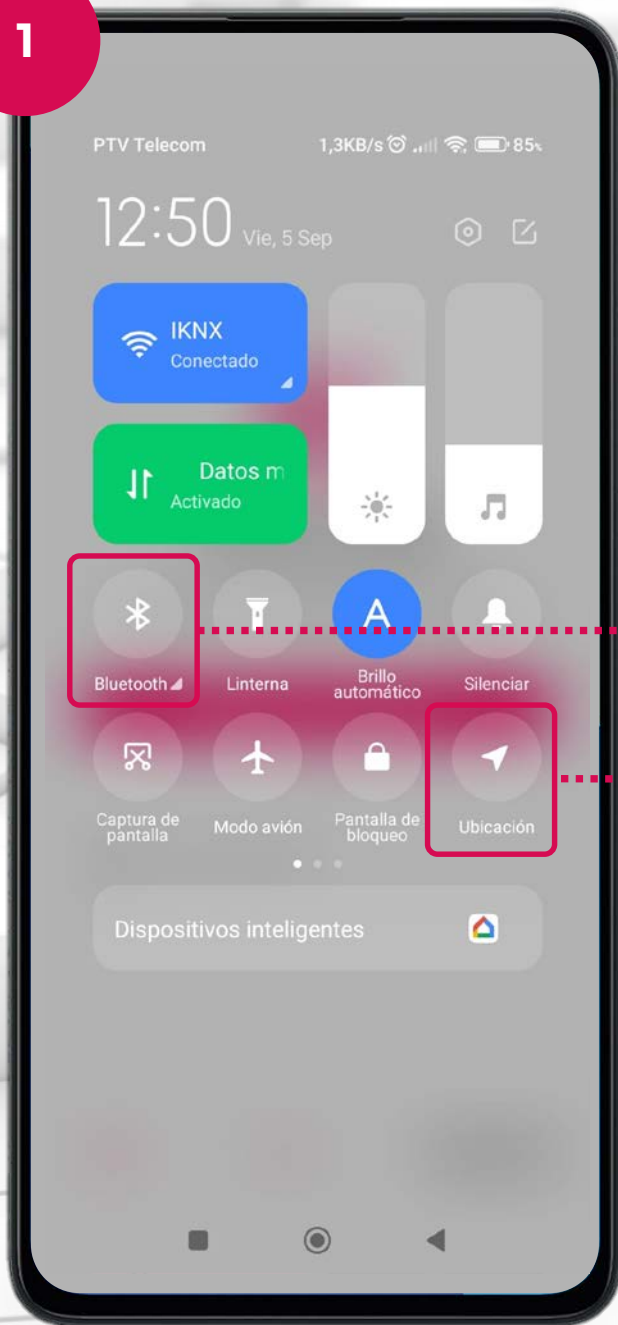 1
PTV Telecom 1,3KB/s 85%
12:50 Vie, 5 Sep
IKNX
Conectado
Datos m
Activado
A
Bluetooth Linterna Brillo automático Silenciar
Captura de pantalla Modo avión Pantalla de bloqueo Ubicación
Dispositivos inteligentes